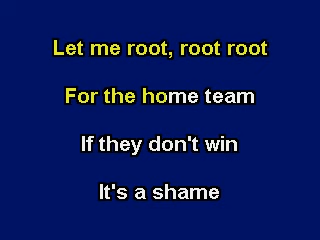 Let me root, root root
For the home team
If they don't win
It's a shame